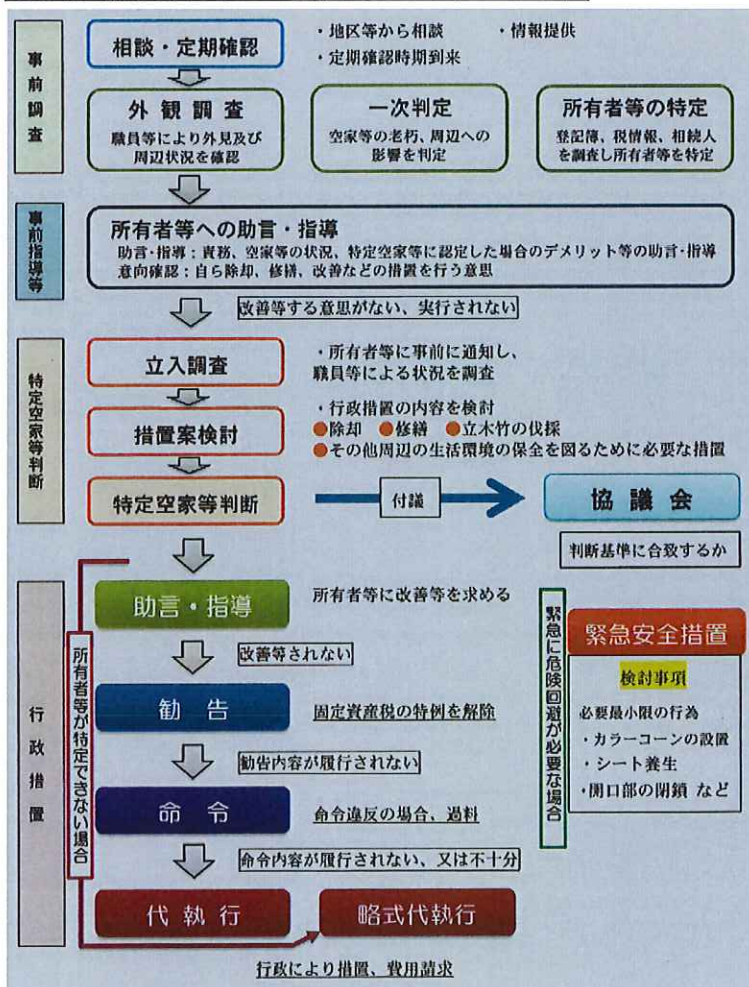 事前調査
相談・定期確認
・地区等から相談　・情報提供
・定期確認時期到来
外観調査
職員等により外見及び
周辺状況を確認
一次判定
空家等の老朽、周辺への
影響を判定
所有者等の特定
登記簿、税情報、相続人
を調査し所有者等を特定
事前指導等
所有者等への助言・指導
助言・指導：責務、空家等の状況、特定空家等に認定した場合のデメリット等の助言・指導
意向確認：自ら除却、修繕、改善などの措置を行う意思
改善等する意思がない、実行されない
特定空家等判断
立入調査
・所有者等に事前に通知し、
職員等による状況を調査
措置案検討
・行政措置の内容を検討
●除却　●修繕　●立木竹の伐採
●その他周辺の生活環境の保全を図るために必要な措置
特定空家等判断
付議
協議会
判断基準に合致するか
行政措置
所有者等が特定できない場合
助言・指導
所有者等に改善等を求める
改善等されない
勧告
固定資産税の特例を解除
勧告内容が履行されない
命令
命令違反の場合、過料
命令内容が履行されない、又は不十分
代執行
略式代執行
行政により措置、費用請求
緊急に危険回避が必要な場合
緊急安全措置
検討事項
必要最小限の行為
・カラーコーンの設置
・シート養生
・開口部の閉鎖 など